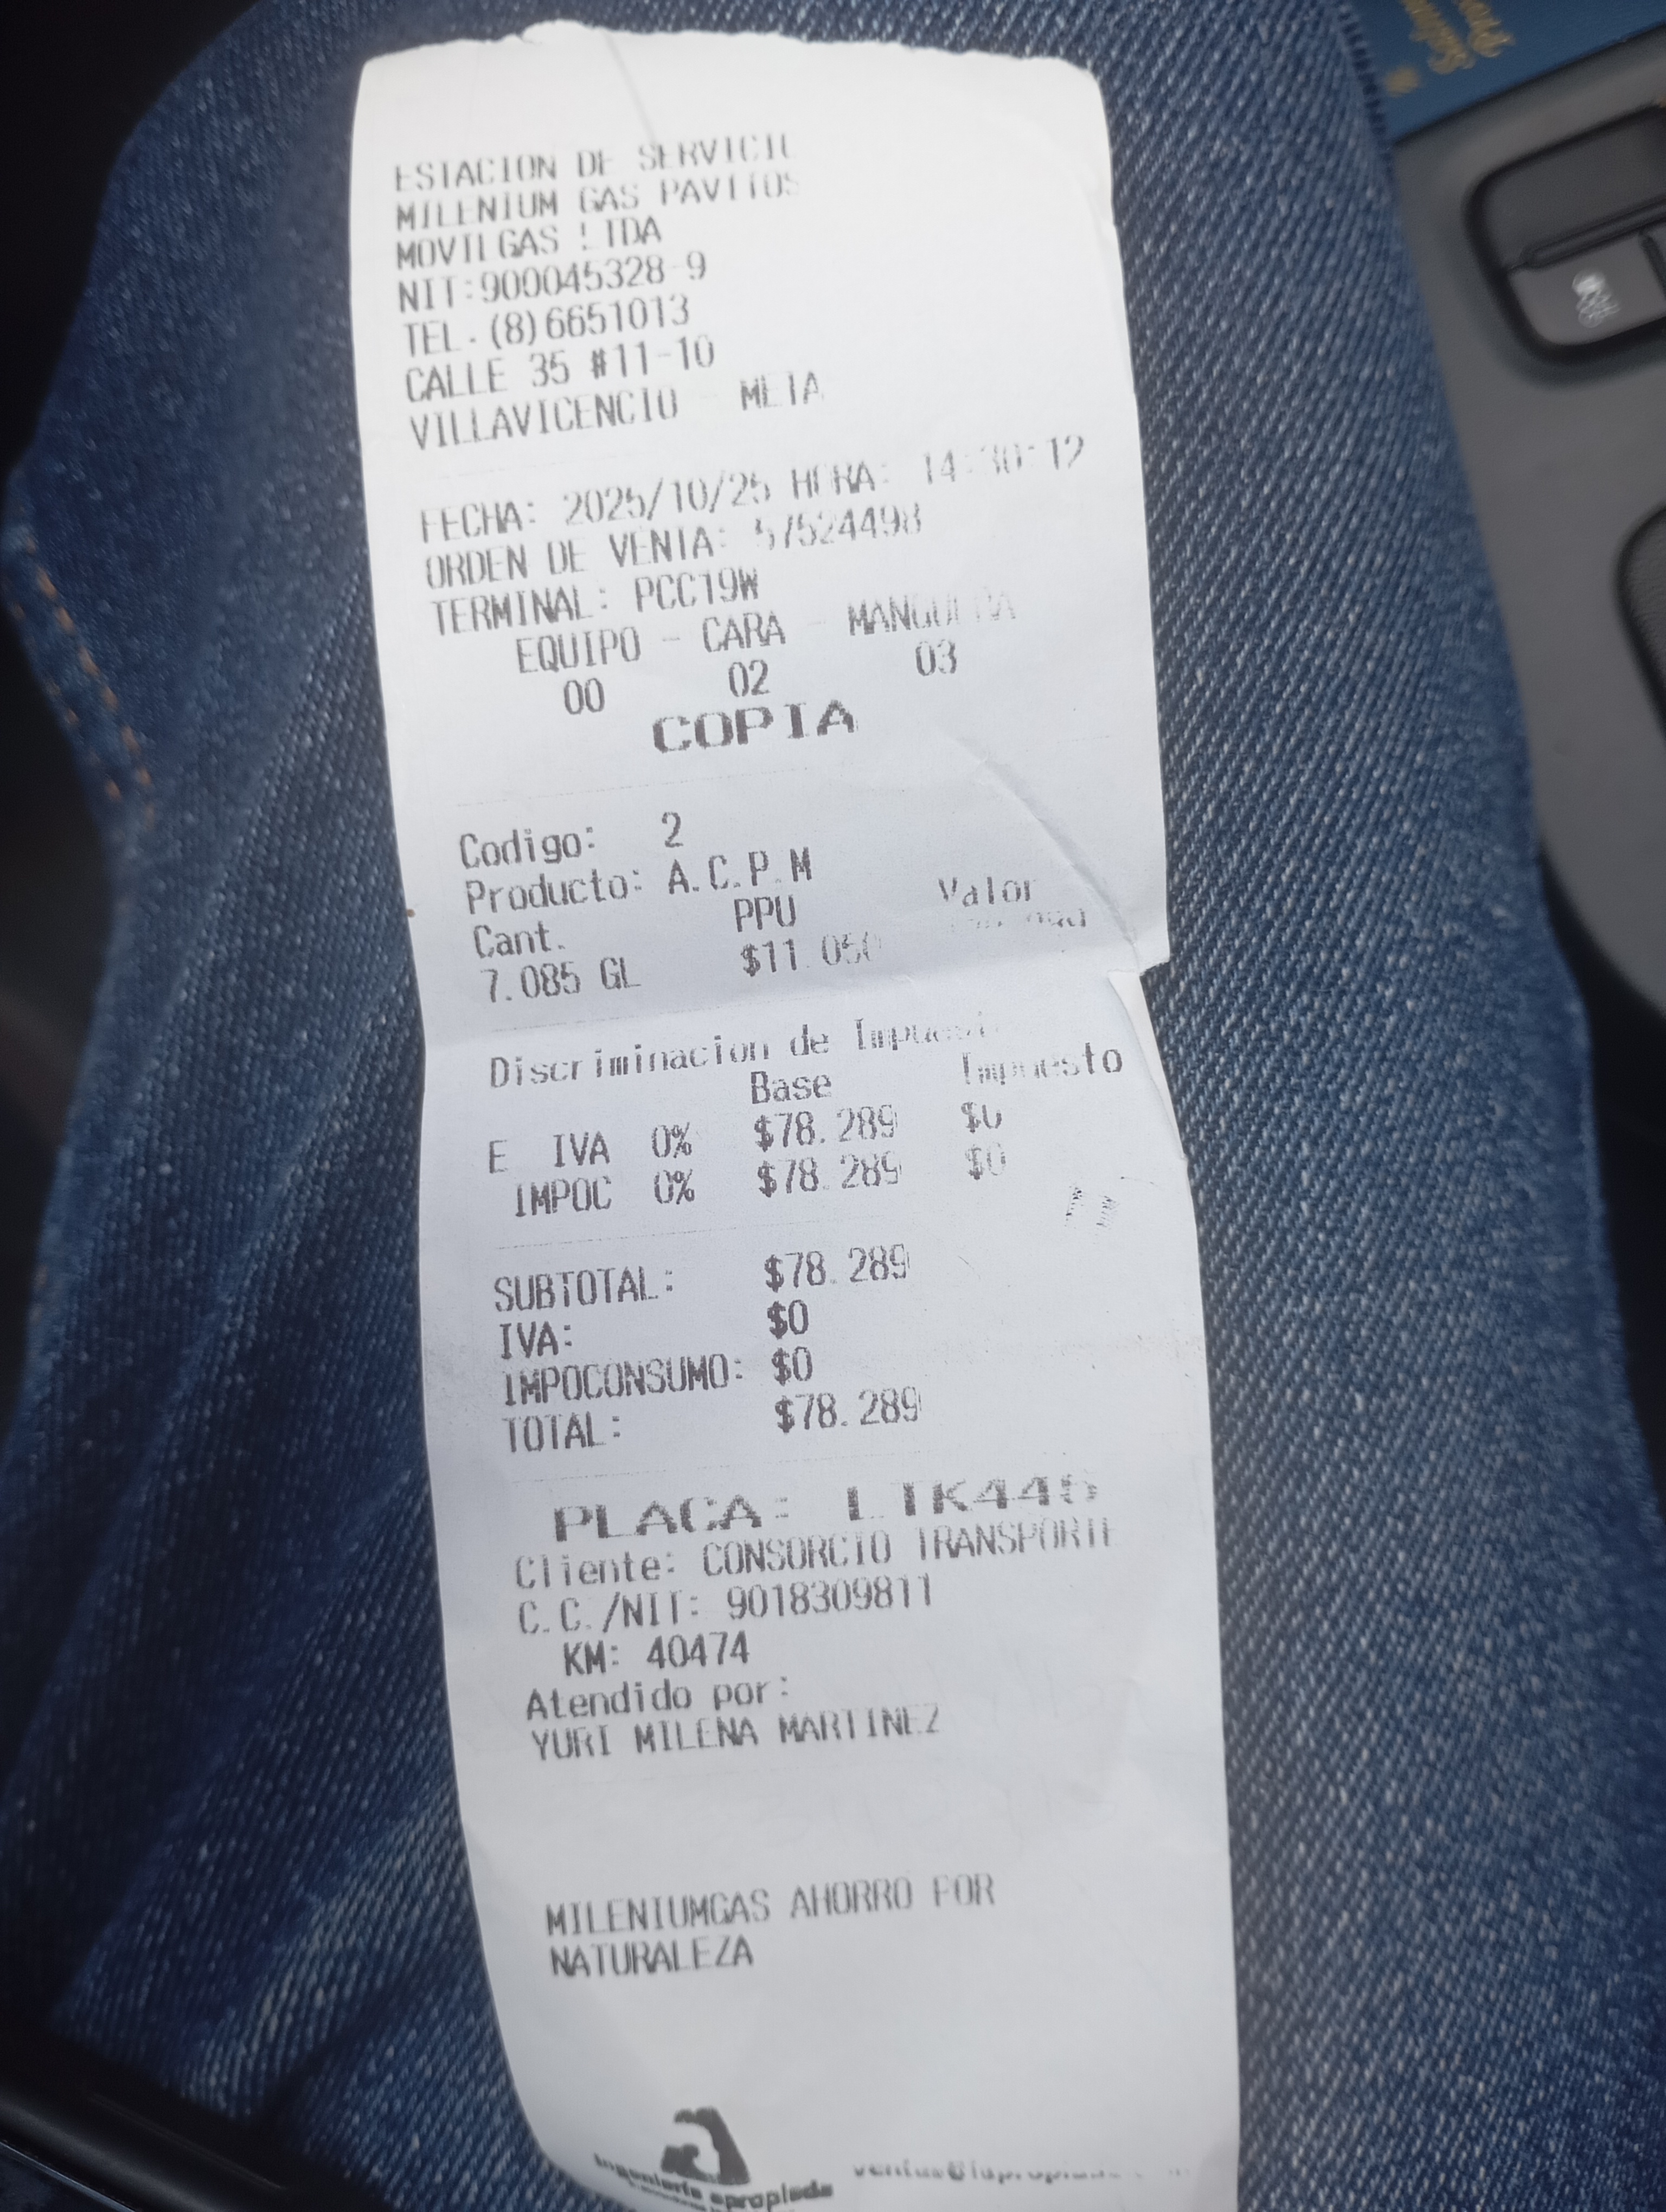 ESTACION DE SERVICIO
MILENIUM GAS PAVITOS
MOVILGAS LTDA
NIT:900045328-9
TEL.(8)6651013
CALLE 35 #11-10
VILLAVICENCIO - META
FECHA: 2025/10/25 HORA: 14:30:12
ORDEN DE VENTA: 57524498
TERMINAL: PCC19W
EQUIPO - CARA - MANGUERA
00 02 03
COPIA
Codigo: 2
Producto: A.C.P.M
Cant. PPU Valor
7.085 GL $11.050
Discriminacion de
Base Impuesto
E IVA 0% $78.289 $0
IMPOC 0% $78.289 $0
SUBTOTAL: $78.289
IVA: $0
IMPOCONSUMO: $0
TOTAL: $78.289
PLACA: LTK446
Cliente: CONSORCIO TRANSPORTE
C.C./NIT: 9018309811
KM: 40474
Atendido por:
YURI MILENA MARTINEZ
MILENIUMGAS AHORRO POR
NATURALEZA
Ingenieria apropiada